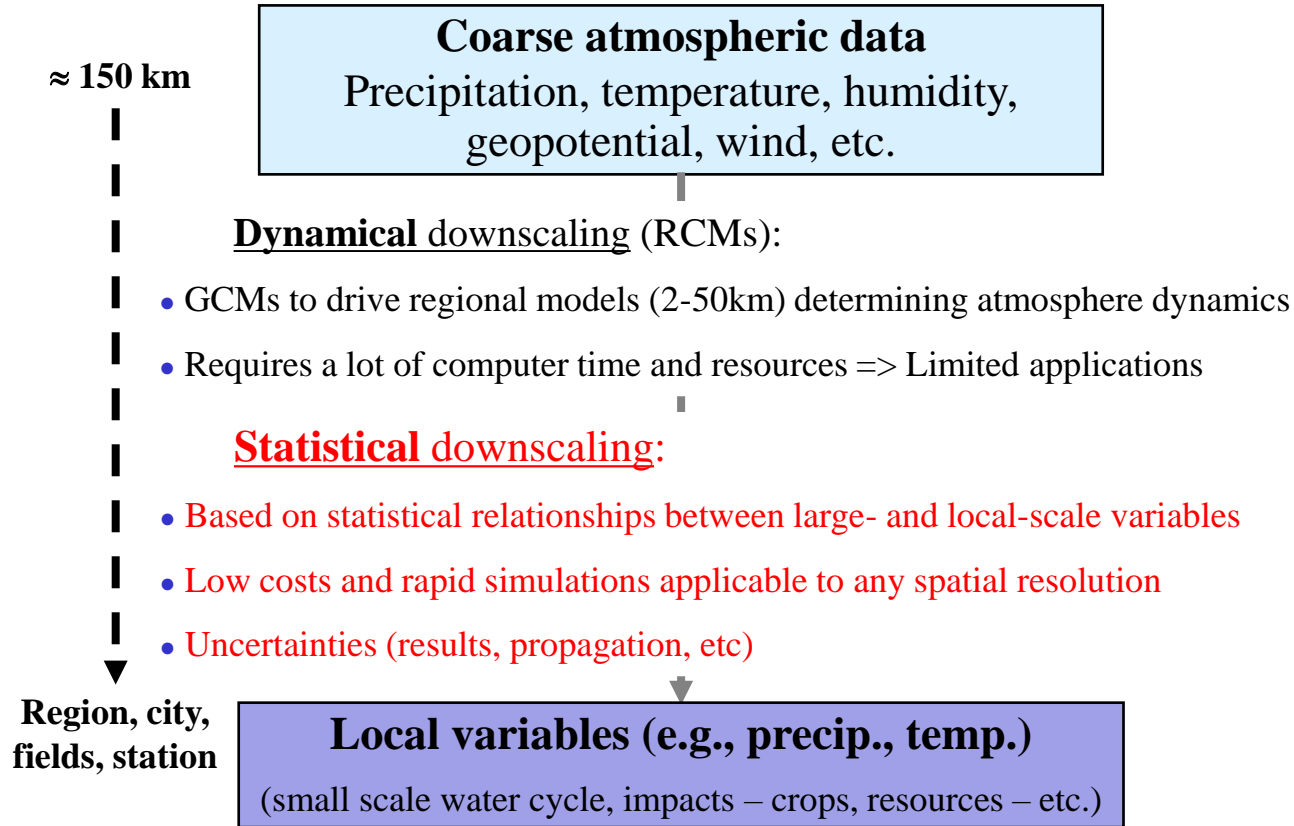 Coarse atmospheric data
≈ 150 km
Precipitation, temperature, humidity,
geopotential, wind, etc.
Dynamical downscaling (RCMs):
• GCMs to drive regional models (2-50km) determining atmosphere dynamics
• Requires a lot of computer time and resources => Limited applications
Statistical downscaling:
• Based on statistical relationships between large- and local-scale variables
• Low costs and rapid simulations applicable to any spatial resolution
• Uncertainties (results, propagation, etc)
Region, city,
fields, station
Local variables (e.g., precip., temp.)
(small scale water cycle, impacts – crops, resources – etc.)